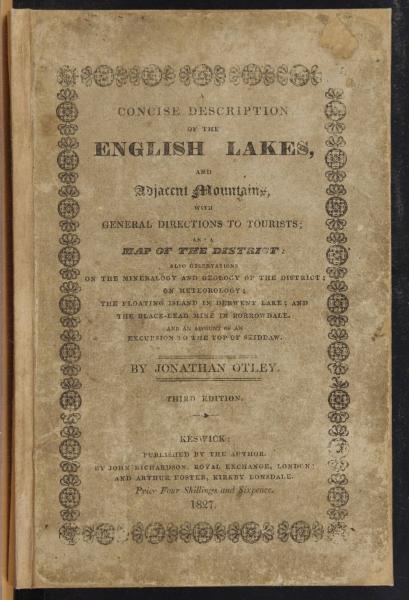 A
CONCISE DESCRIPTION
OF THE
ENGLISH LAKES,
AND
Adjacent Mountains,
WITH
GENERAL DIRECTIONS TO TOURISTS;
AND A
MAP OF THE DISTRICT:
ALSO OBSERVATIONS
ON THE MINERALOGY AND GEOLOGY OF THE DISTRICT;
ON METEOROLOGY;
THE FLOATING ISLAND IN DERWENT LAKE; AND
THE BLACK-LEAD MINE IN BORROWDALE.
AND AN ACCOUNT OF AN
EXCURSION TO THE TOP OF SKIDDAW.
BY JONATHAN OTLEY.
THIRD EDITION.
KESWICK:
PUBLISHED BY THE AUTHOR.
BY JOHN RICHARDSON, ROYAL EXCHANGE, LONDON:
AND ARTHUR FOSTER, KIRKBY LONSDALE.
Price Four Shillings and Sixpence.
1827.